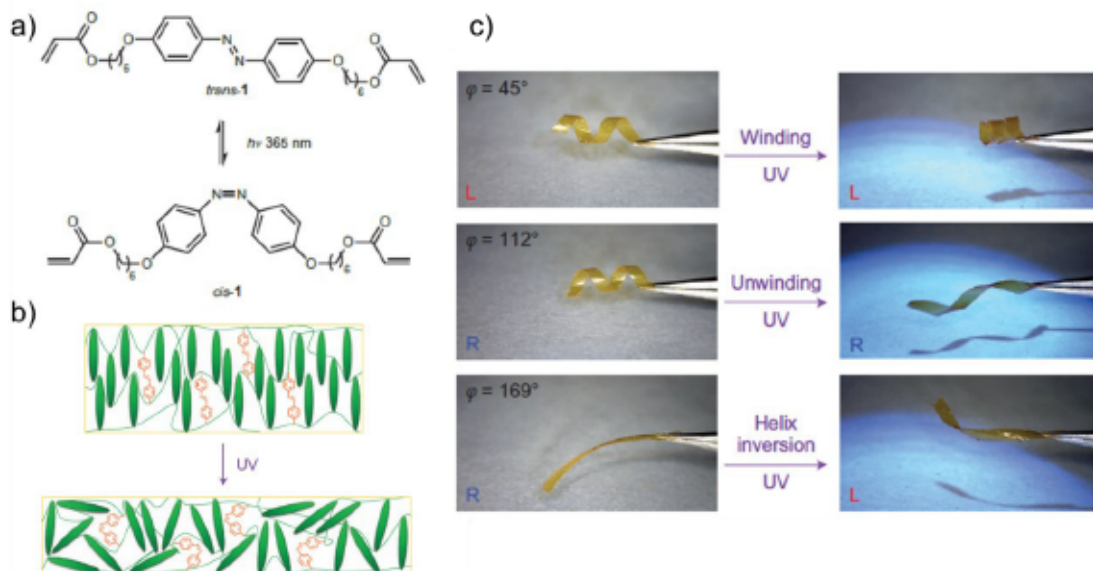 a)
O
O
6
O
N
N
O
6
O
O
trans-1
hν 365 nm
N=N
O
O
6
O
O
6
O
O
cis-1
b)
UV
c)
φ = 45°
L
Winding
UV
L
φ = 112°
R
Unwinding
UV
R
φ = 169°
R
Helix
inversion
UV
L